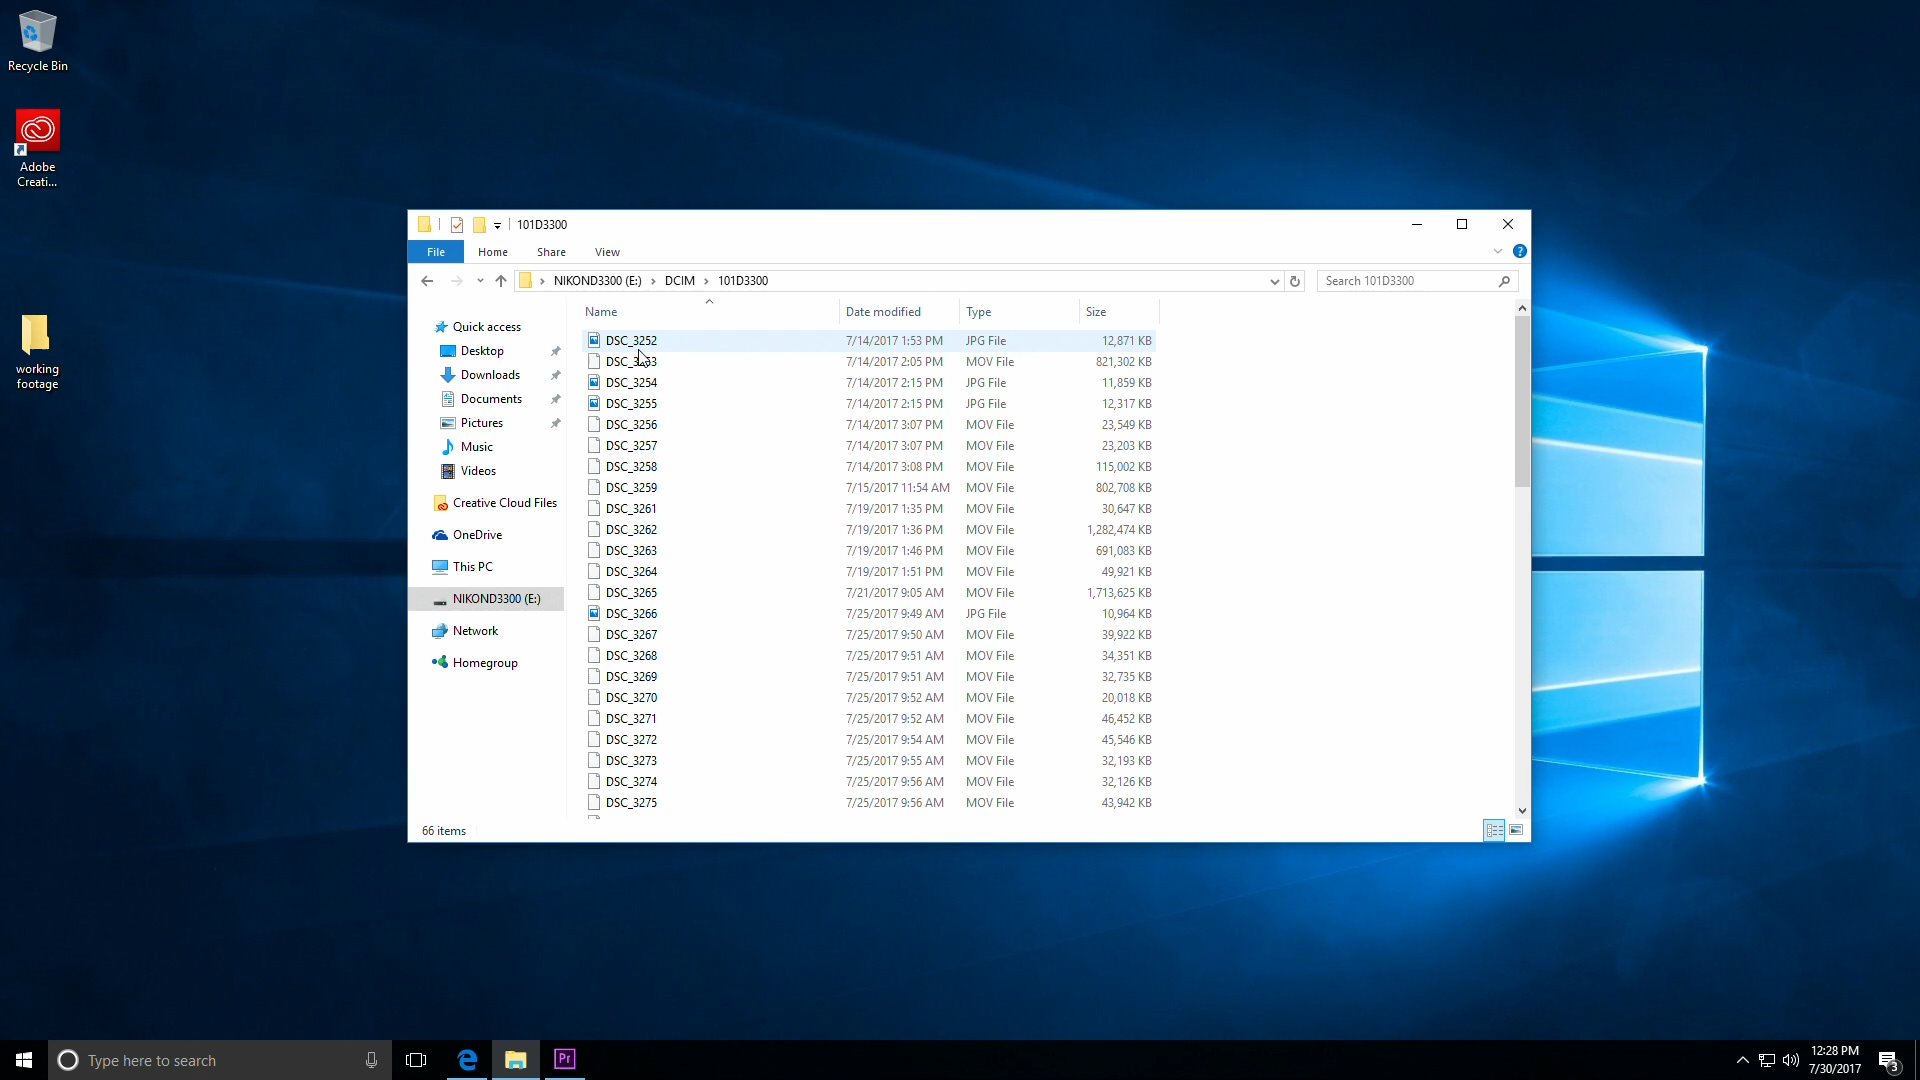 Recycle Bin
Adobe
Creati...
working
footage
101D3300
File Home Share View
NIKOND3300 (E:) DCIM 101D3300
Search 101D3300
Quick access
Desktop
Downloads
Documents
Pictures
Music
Videos
Creative Cloud Files
OneDrive
This PC
NIKOND3300 (E:)
Network
Homegroup
Name Date modified Type Size
DSC_3252 7/14/2017 1:53 PM JPG File 12,871 KB
DSC_3253 7/14/2017 2:05 PM MOV File 821,302 KB
DSC_3254 7/14/2017 2:15 PM JPG File 11,859 KB
DSC_3255 7/14/2017 2:15 PM JPG File 12,317 KB
DSC_3256 7/14/2017 3:07 PM MOV File 23,549 KB
DSC_3257 7/14/2017 3:07 PM MOV File 23,203 KB
DSC_3258 7/14/2017 3:08 PM MOV File 115,002 KB
DSC_3259 7/15/2017 11:54 AM MOV File 802,708 KB
DSC_3261 7/19/2017 1:35 PM MOV File 30,647 KB
DSC_3262 7/19/2017 1:36 PM MOV File 1,282,474 KB
DSC_3263 7/19/2017 1:46 PM MOV File 691,083 KB
DSC_3264 7/19/2017 1:51 PM MOV File 49,921 KB
DSC_3265 7/21/2017 9:05 AM MOV File 1,713,625 KB
DSC_3266 7/25/2017 9:49 AM JPG File 10,964 KB
DSC_3267 7/25/2017 9:50 AM MOV File 39,922 KB
DSC_3268 7/25/2017 9:51 AM MOV File 34,351 KB
DSC_3269 7/25/2017 9:51 AM MOV File 32,735 KB
DSC_3270 7/25/2017 9:52 AM MOV File 20,018 KB
DSC_3271 7/25/2017 9:52 AM MOV File 46,452 KB
DSC_3272 7/25/2017 9:54 AM MOV File 45,546 KB
DSC_3273 7/25/2017 9:55 AM MOV File 32,193 KB
DSC_3274 7/25/2017 9:56 AM MOV File 32,126 KB
DSC_3275 7/25/2017 9:56 AM MOV File 43,942 KB
66 items
Type here to search
Pr
12:28 PM
7/30/2017
3